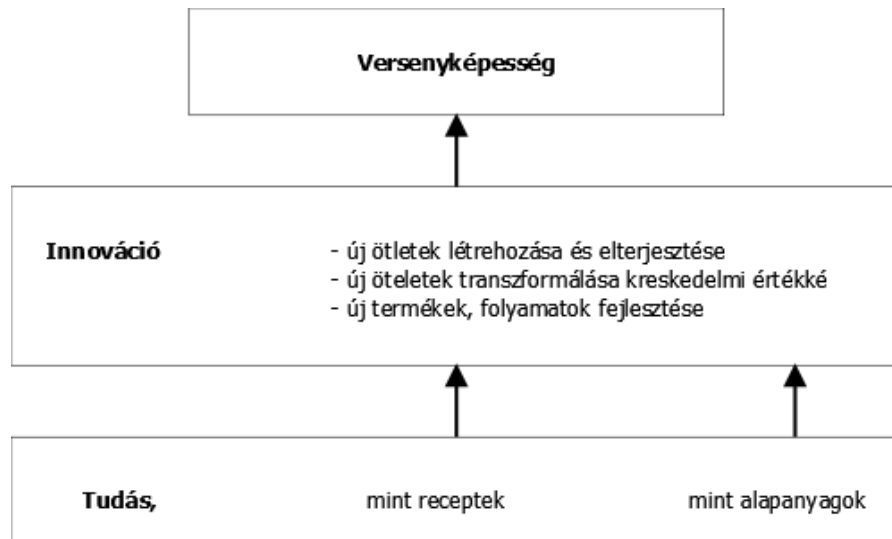 Versenyképesség
Innováció
- új ötletek létrehozása és elterjesztése
- új öteletek transzformálása kreskedelmi értékké
- új termékek, folyamatok fejlesztése
Tudás, mint receptek mint alapanyagok